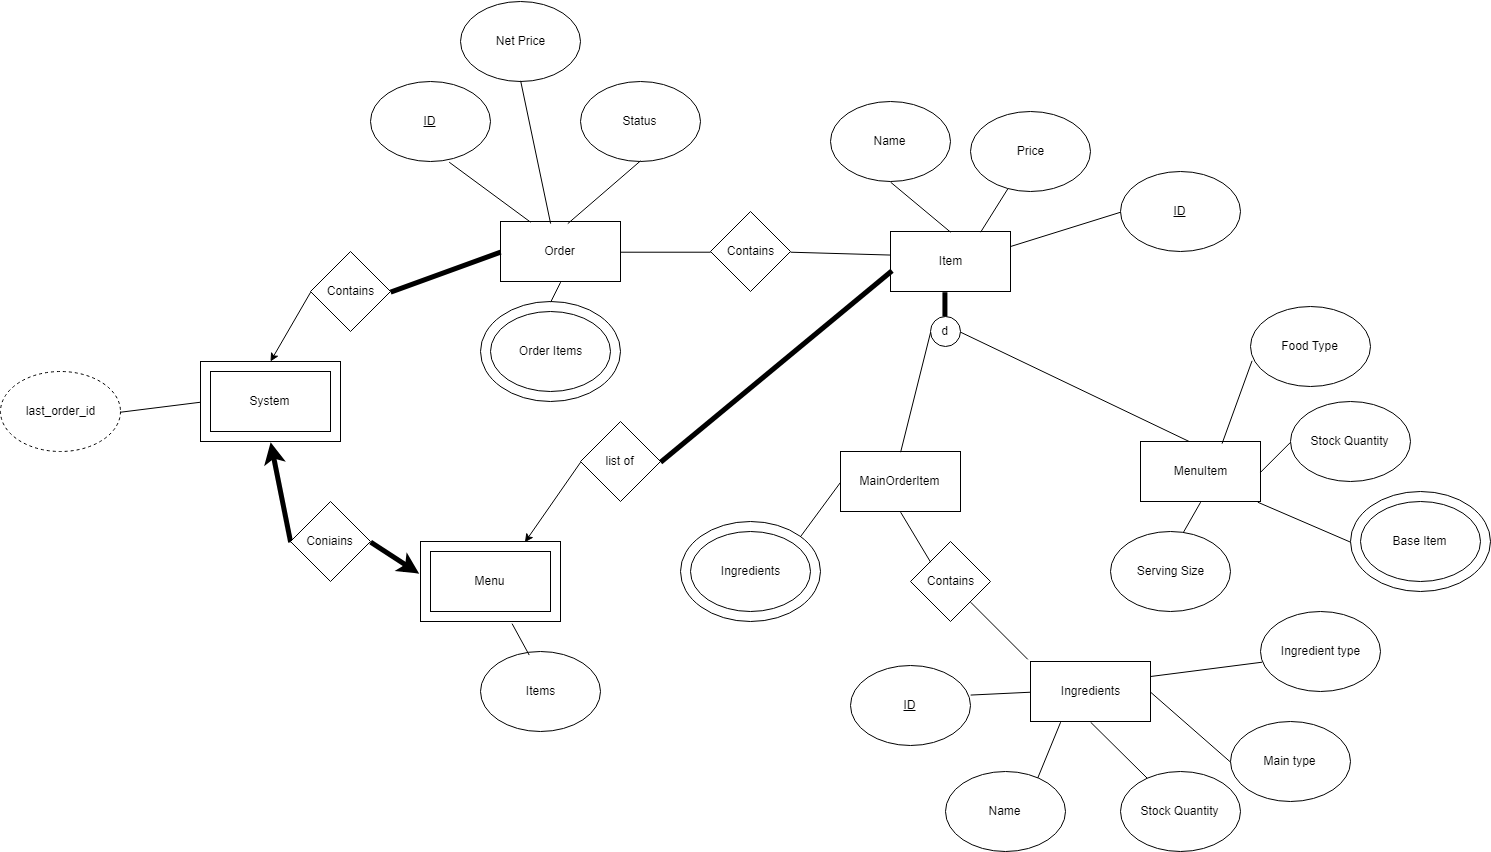 Net Price
ID
Status
Name
Price
ID
Order
Contains
Item
Contains
d
Order Items
Food Type
System
last_order_id
Stock Quantity
list of
MenuItem
MainOrderItem
Coniains
Menu
Ingredients
Contains
Serving Size
Base Item
Items
ID
Ingredients
Ingredient type
Main type
Name
Stock Quantity